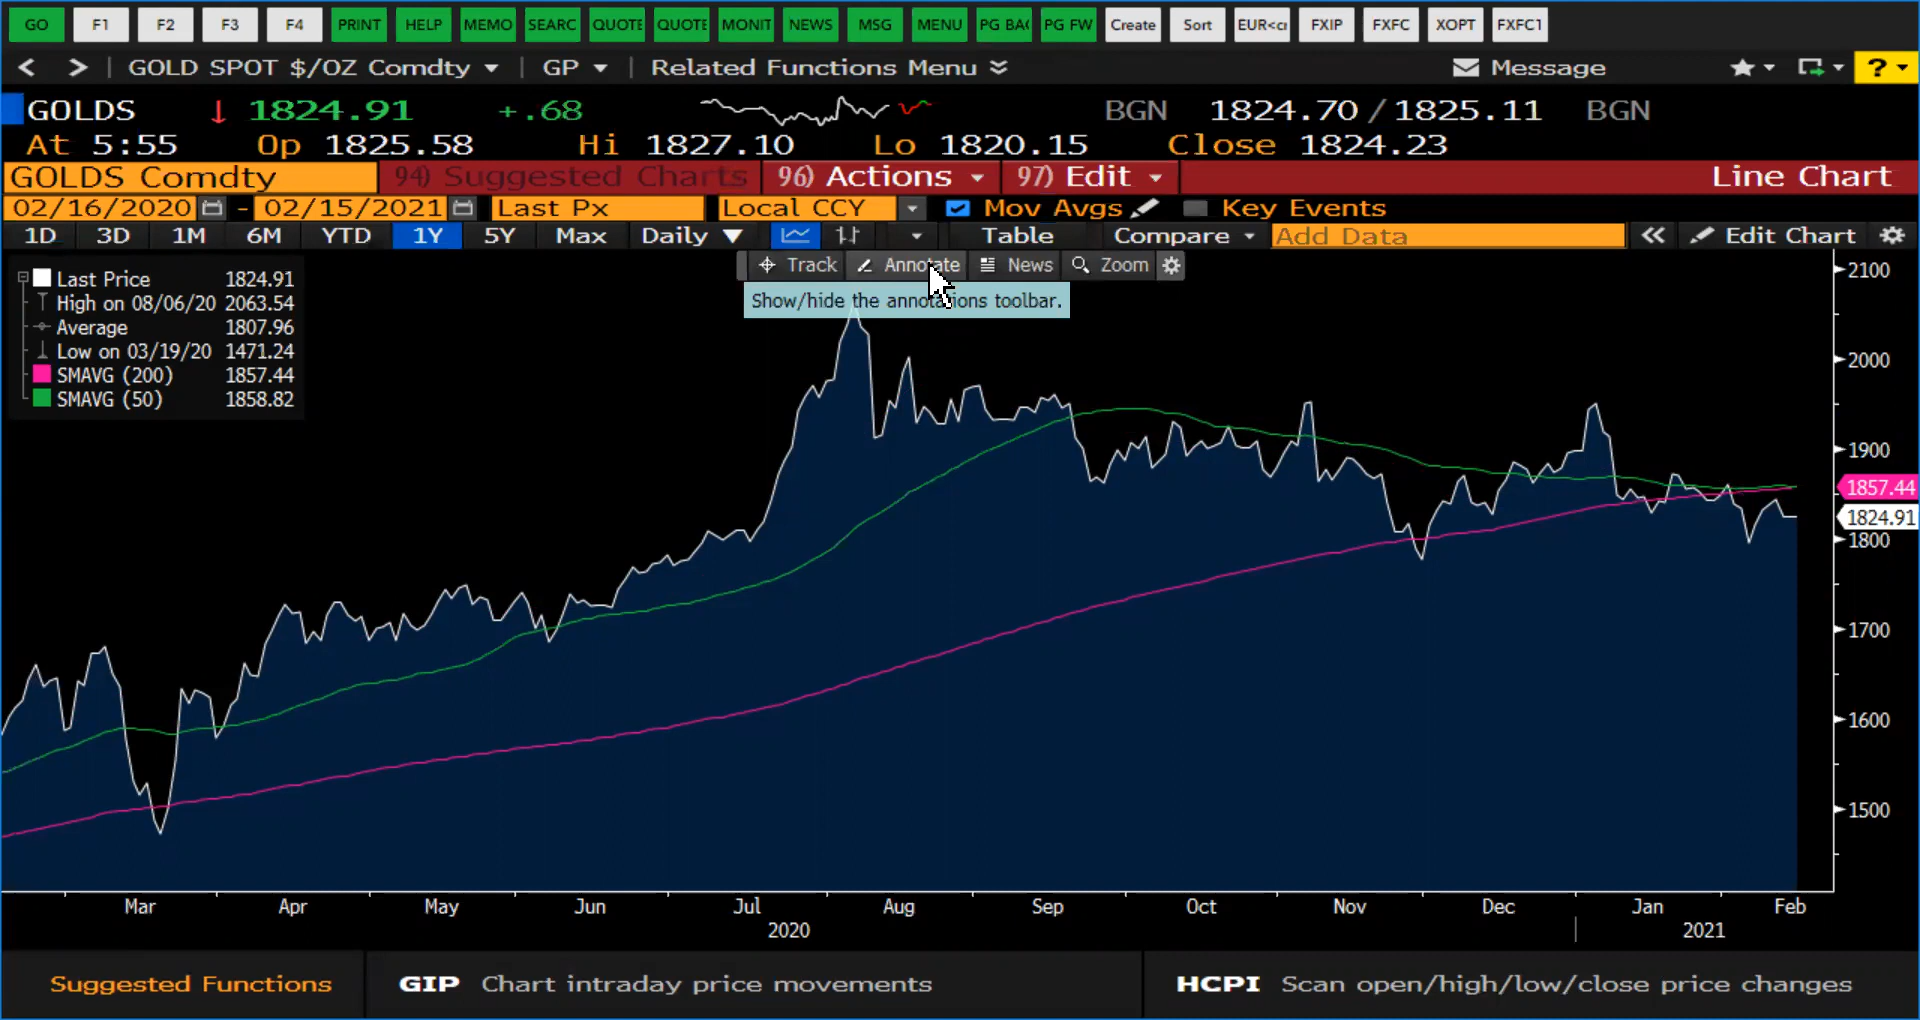 GO F1 F2 F3 F4 PRINT HELP MEMO SEARC QUOTE QUOTE MONIT NEWS MSG MENU PG BA PG FW Create Sort EUR<c FXIP FXFC XOPT FXFC1
< > GOLD SPOT $/OZ Comdty GP Related Functions Menu Message ?
GOLDS 1824.91 +.68 BGN 1824.70 / 1825.11 BGN
At 5:55 Op 1825.58 Hi 1827.10 Lo 1820.15 Close 1824.23
GOLDS Comdty 94) Suggested Charts 96) Actions 97) Edit Line Chart
02/16/2020 - 02/15/2021 Last Px Local CCY Mov Avgs Key Events
1D 3D 1M 6M YTD 1Y 5Y Max Daily Table Compare Add Data Edit Chart
Track Annotate News Zoom
Show/hide the annotations toolbar.
Last Price 1824.91
High on 08/06/20 2063.54
Average 1807.96
Low on 03/19/20 1471.24
SMAVG (200) 1857.44
SMAVG (50) 1858.82
2100
2000
1900
1857.44
1824.91
1800
1700
1600
1500
Mar Apr May Jun Jul Aug Sep Oct Nov Dec Jan Feb
2020 2021
Suggested Functions GIP Chart intraday price movements HCPI Scan open/high/low/close price changes